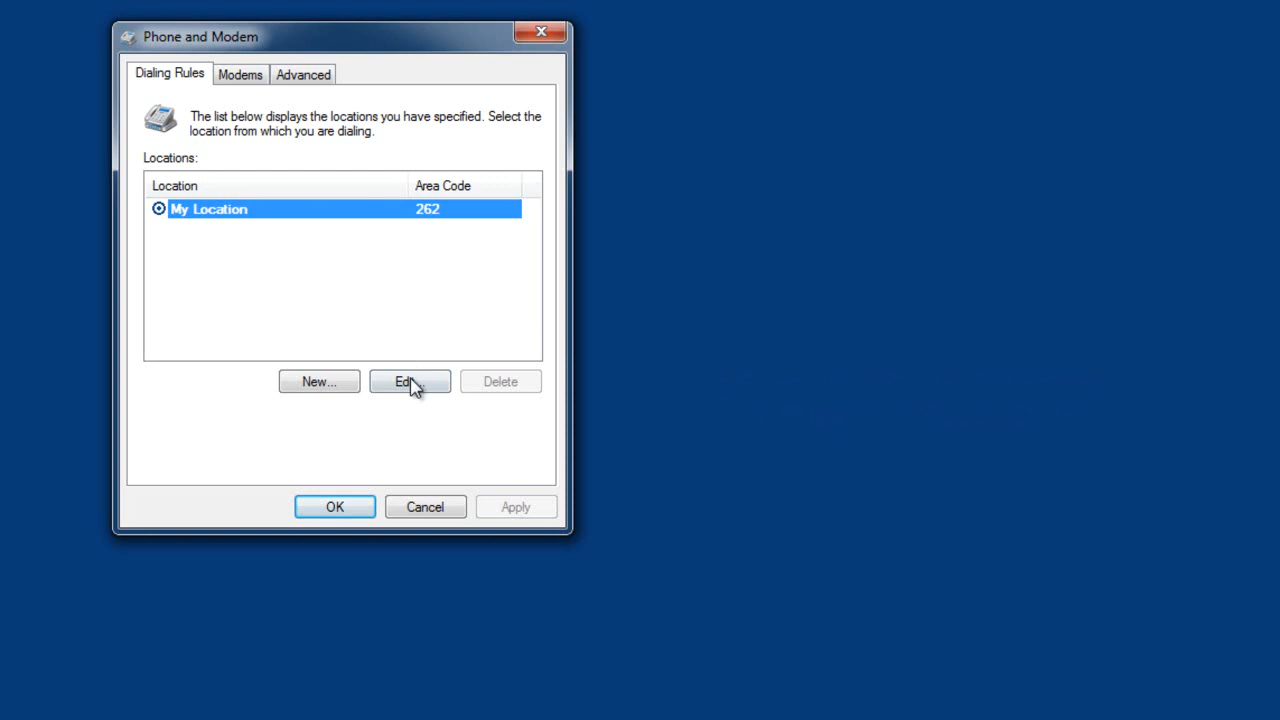 Phone and Modem
Dialing Rules
Modems
Advanced
The list below displays the locations you have specified. Select the
location from which you are dialing.
Locations:
Location
Area Code
My Location
262
New...
Delete
OK
Cancel
Apply